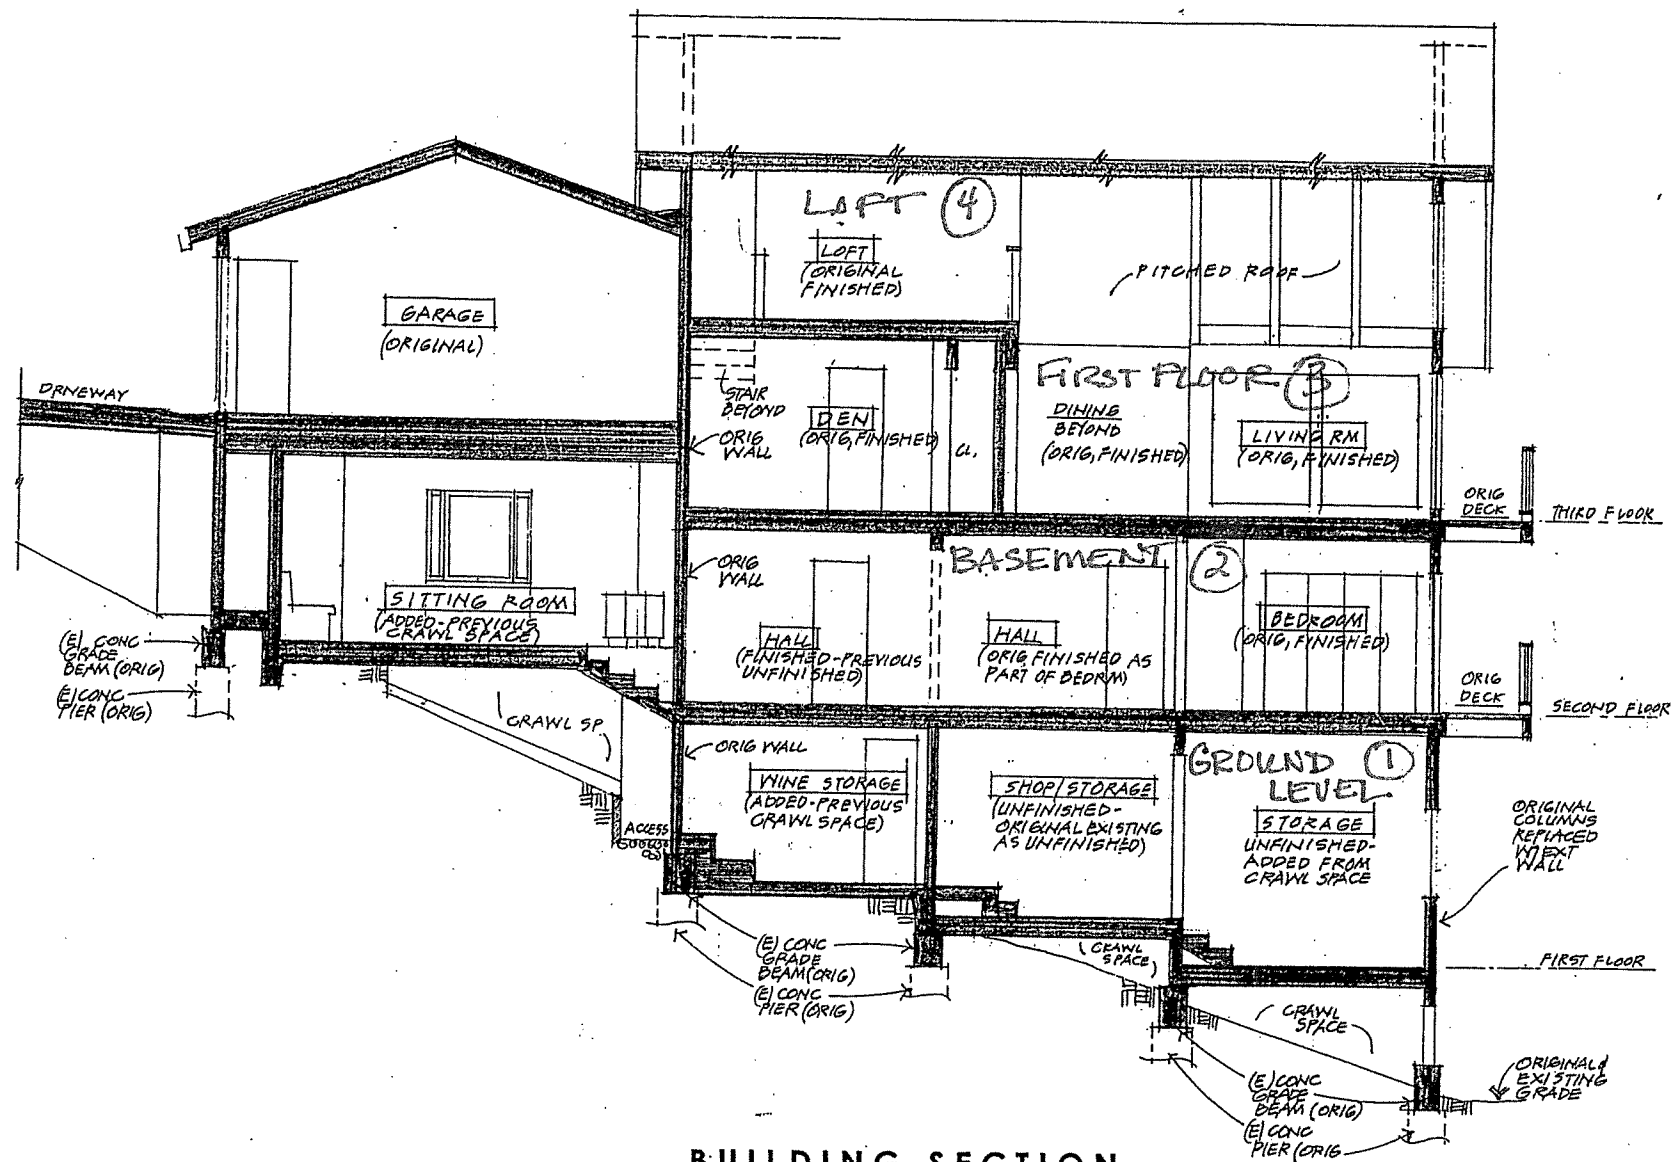 LOFT 4
LOFT
(ORIGINAL
FINISHED)
PITCHED ROOF
GARAGE
(ORIGINAL)
DRIVEWAY
STAIR
BEYOND
ORIG
WALL
DEN
(ORIG, FINISHED)
CL.
FIRST FLOOR 3
DINING
BEYOND
(ORIG, FINISHED)
LIVING RM
(ORIG, FINISHED)
ORIG
DECK
THIRD FLOOR
SITTING ROOM
(ADDED-PREVIOUS
CRAWL SPACE)
ORIG
WALL
BASEMENT 2
HALL
(FINISHED-PREVIOUS
UNFINISHED)
HALL
(ORIG FINISHED AS
PART OF BEDRM)
BEDROOM
(ORIG, FINISHED)
ORIG
DECK
SECOND FLOOR
(E) CONC
GRADE
BEAM (ORIG)
(E) CONC
PIER (ORIG)
CRAWL SP.
ORIG WALL
WINE STORAGE
(ADDED-PREVIOUS
CRAWL SPACE)
ACCESS
SHOP/STORAGE
(UNFINISHED-
ORIGINAL EXISTING
AS UNFINISHED)
GROUND 1
LEVEL
STORAGE
UNFINISHED-
ADDED FROM
CRAWL SPACE
ORIGINAL
COLUMNS
REPLACED
W/EXT
WALL
(E) CONC
GRADE
BEAM (ORIG)
(E) CONC
PIER (ORIG)
(CRAWL
SPACE)
FIRST FLOOR
CRAWL
SPACE
(E) CONC
GRADE
BEAM (ORIG)
(E) CONC
PIER (ORIG
ORIGINAL &
EXISTING
GRADE
BUILDING SECTION